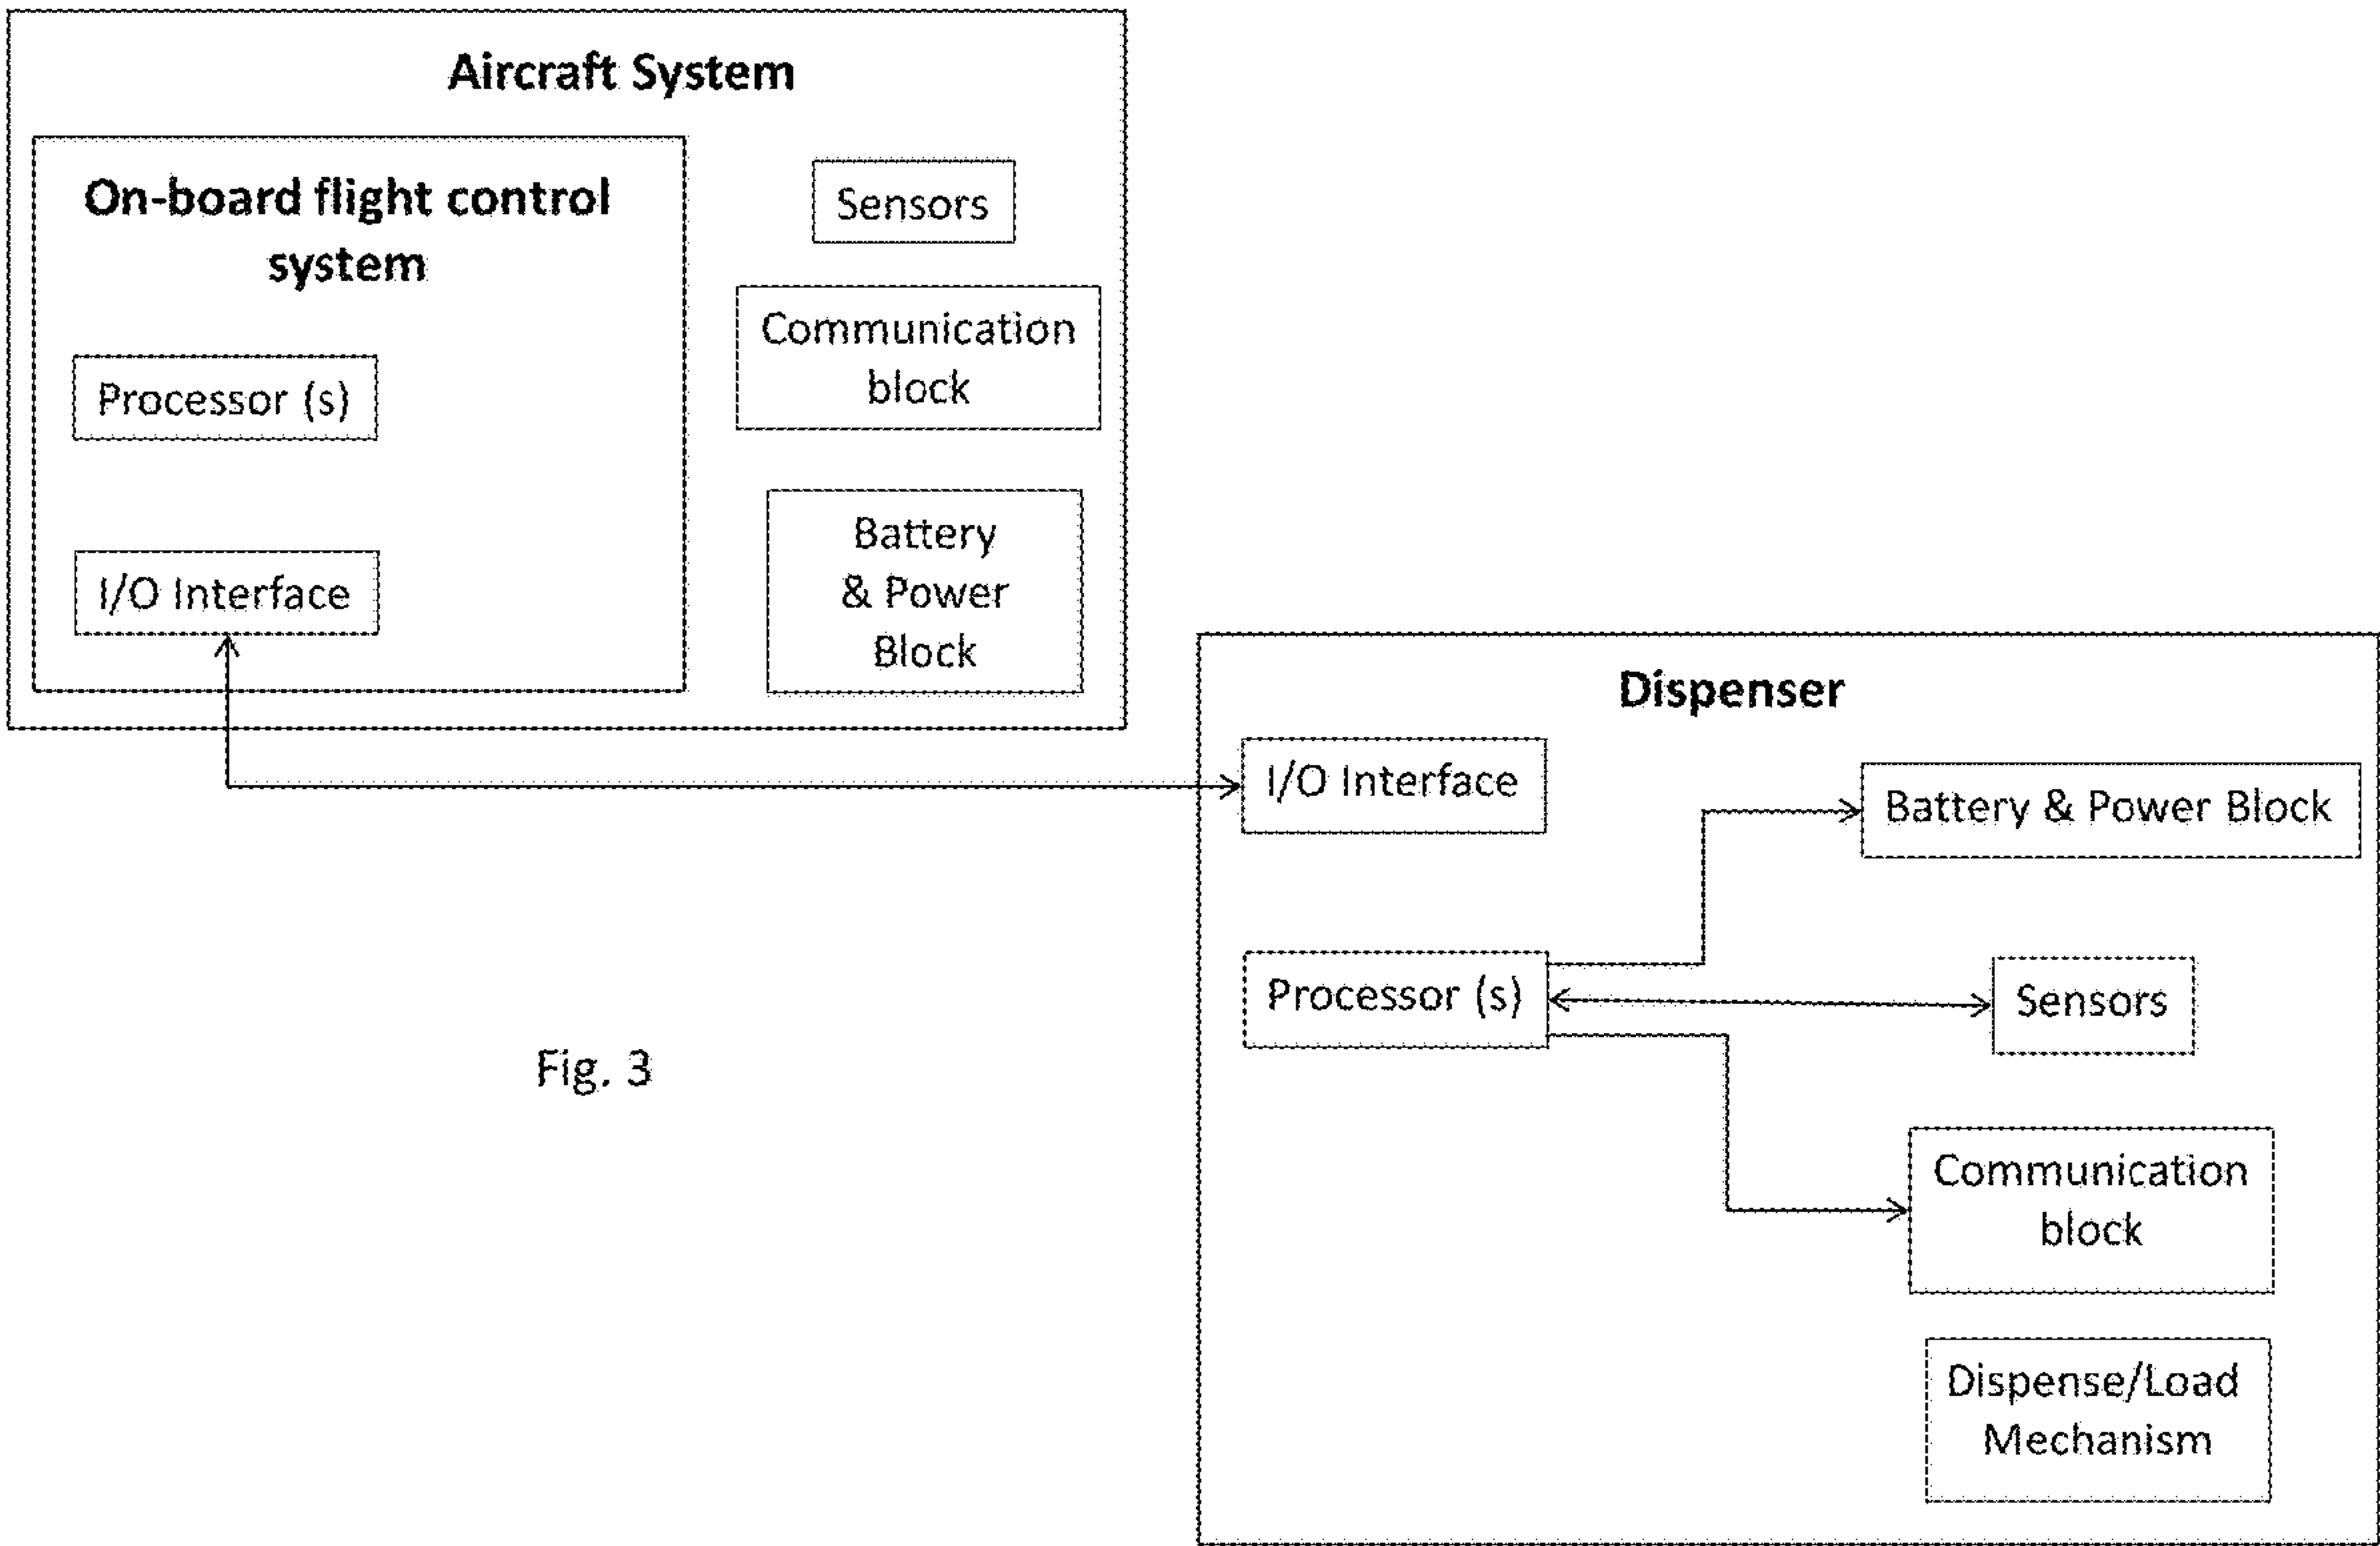 Aircraft System
On-board flight control
system
Processor (s)
I/O Interface
Sensors
Communication
block
Battery
& Power
Block
Dispenser
I/O Interface
Battery & Power Block
Processor (s)
Sensors
Communication
block
Dispense/Load
Mechanism
Fig. 3